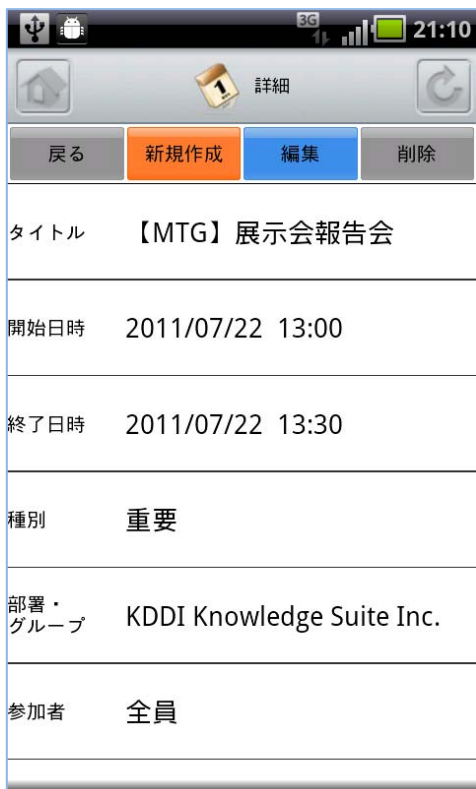 3G 21:10
1 詳細
戻る 新規作成 編集 削除
タイトル 【MTG】展示会報告会
開始日時 2011/07/22 13:00
終了日時 2011/07/22 13:30
種別 重要
部署・
グループ KDDI Knowledge Suite Inc.
参加者 全員